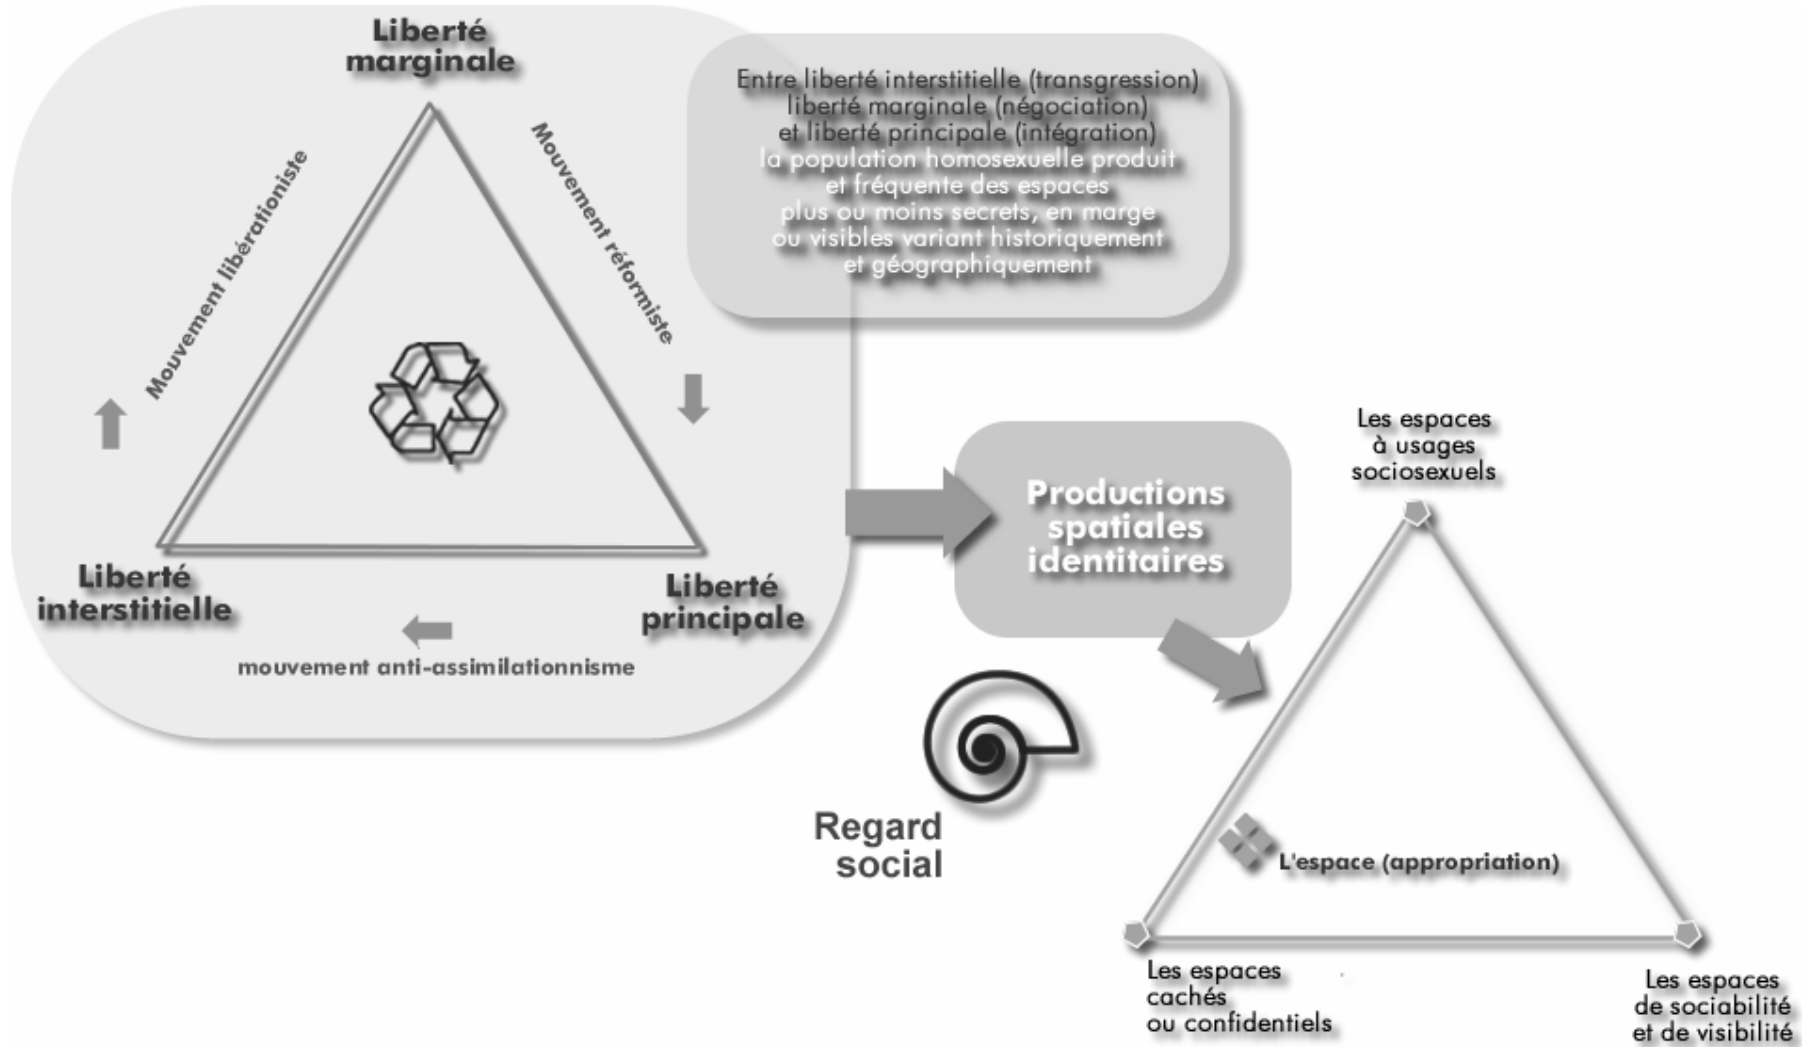 Liberté
marginale
Entre liberté interstitielle (transgression)
liberté marginale (négociation)
et liberté principale (intégration)
la population homosexuelle produit
et fréquente des espaces
plus ou moins secrets, en marge
ou visibles variant historiquement
et géographiquement
Mouvement libérationiste
Mouvement réformiste
Liberté
interstitielle
Liberté
principale
mouvement anti-assimilationnisme
Productions
spatiales
identitaires
Les espaces
à usages
sociosexuels
Regard
social
L'espace (appropriation)
Les espaces
cachés
ou confidentiels
Les espaces
de sociabilité
et de visibilité